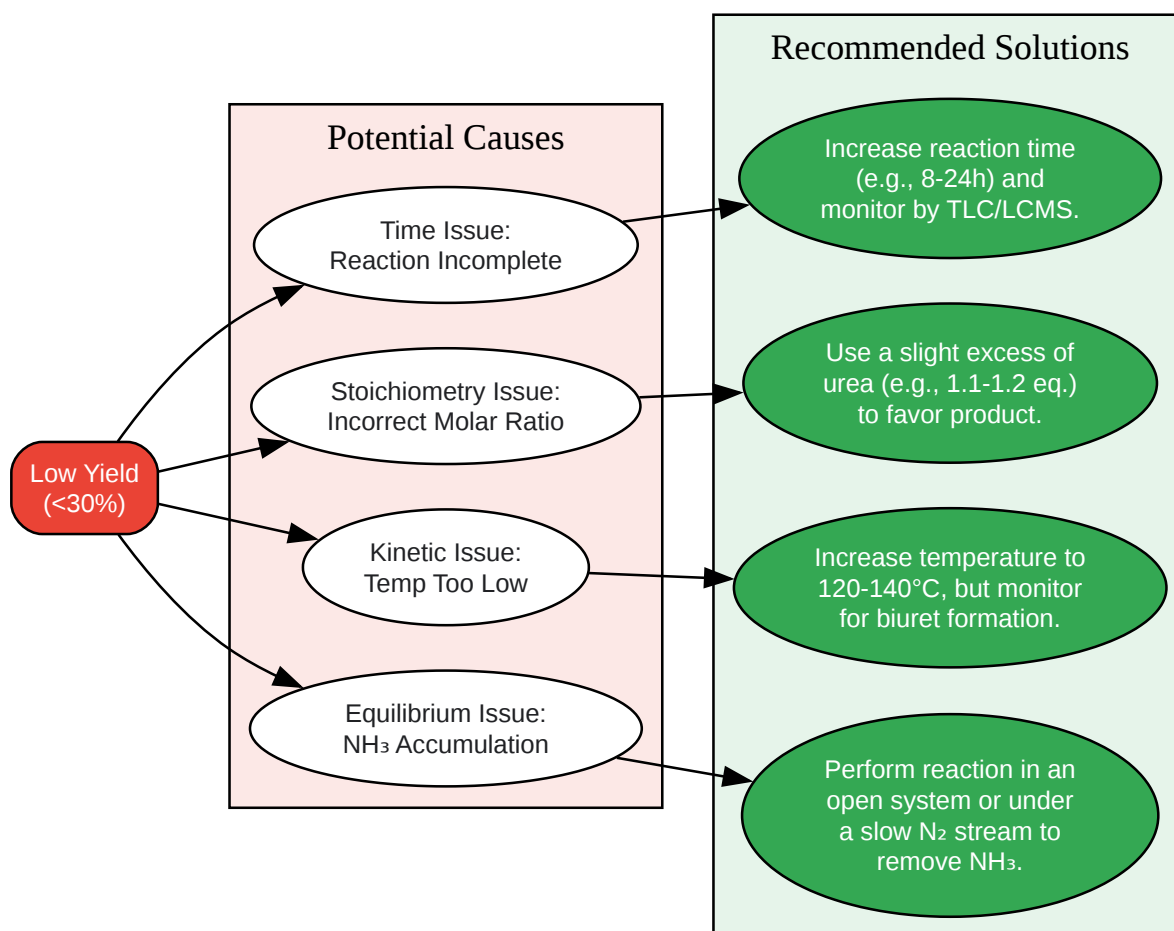 Recommended Solutions
Potential Causes
Low Yield
(<30%)
Time Issue:
Reaction Incomplete
Increase reaction time
(e.g., 8-24h) and
monitor by TLC/LCMS.
Stoichiometry Issue:
Incorrect Molar Ratio
Use a slight excess of
urea (e.g., 1.1-1.2 eq.)
to favor product.
Kinetic Issue:
Temp Too Low
Increase temperature to
120-140°C, but monitor
for biuret formation.
Equilibrium Issue:
NH₃ Accumulation
Perform reaction in an
open system or under
a slow N₂ stream to
remove NH₃.